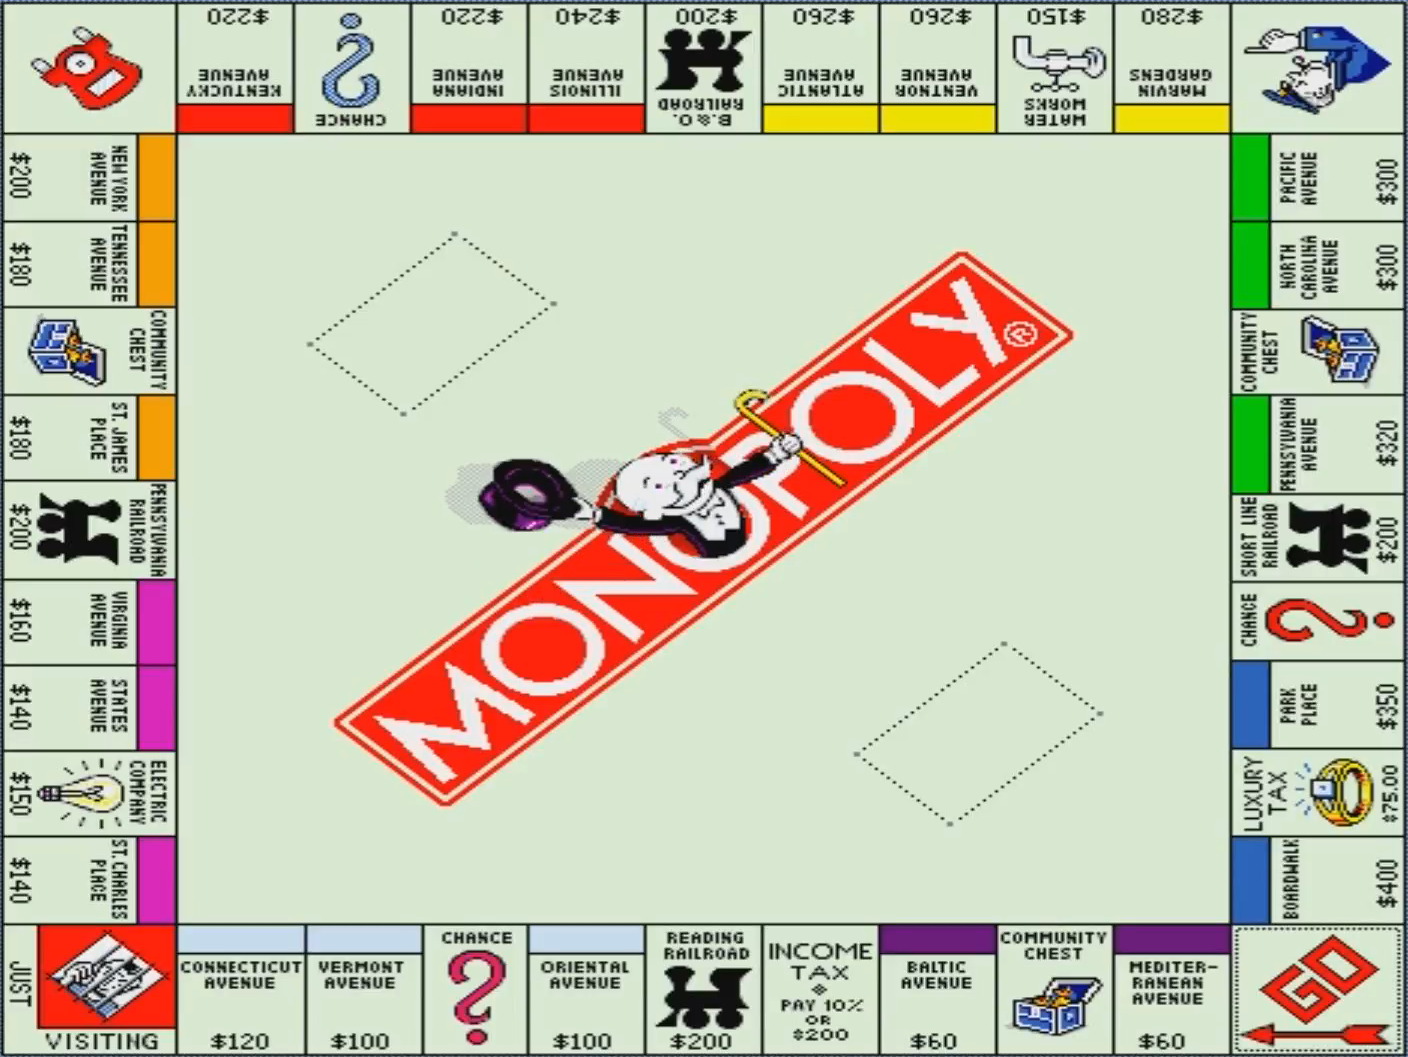 $220
KENTUCKY
AVENUE
CHANCE
$220
INDIANA
AVENUE
$240
ILLINOIS
AVENUE
$200
B.&O.
RAILROAD
$260
ATLANTIC
AVENUE
$260
VENTNOR
AVENUE
$150
WATER
WORKS
$280
MARVIN
GARDENS
NEW YORK
AVENUE
$200
TENNESSEE
AVENUE
$180
COMMUNITY
CHEST
ST. JAMES
PLACE
$180
PENNSYLVANIA
RAILROAD
$200
VIRGINIA
AVENUE
$160
STATES
AVENUE
$140
ELECTRIC
COMPANY
$150
ST. CHARLES
PLACE
$140
MONOPOLY®
PACIFIC
AVENUE
$300
NORTH
CAROLINA
AVENUE
$300
COMMUNITY
CHEST
PENNSYLVANIA
AVENUE
$320
SHORT LINE
RAILROAD
$200
CHANCE
PARK
PLACE
$350
LUXURY
TAX
$75.00
BOARDWALK
$400
JUST
VISITING
CONNECTICUT
AVENUE
$120
VERMONT
AVENUE
$100
CHANCE
ORIENTAL
AVENUE
$100
READING
RAILROAD
$200
INCOME
TAX
PAY 10%
OR
$200
BALTIC
AVENUE
$60
COMMUNITY
CHEST
MEDITER-
RANEAN
AVENUE
$60
GO